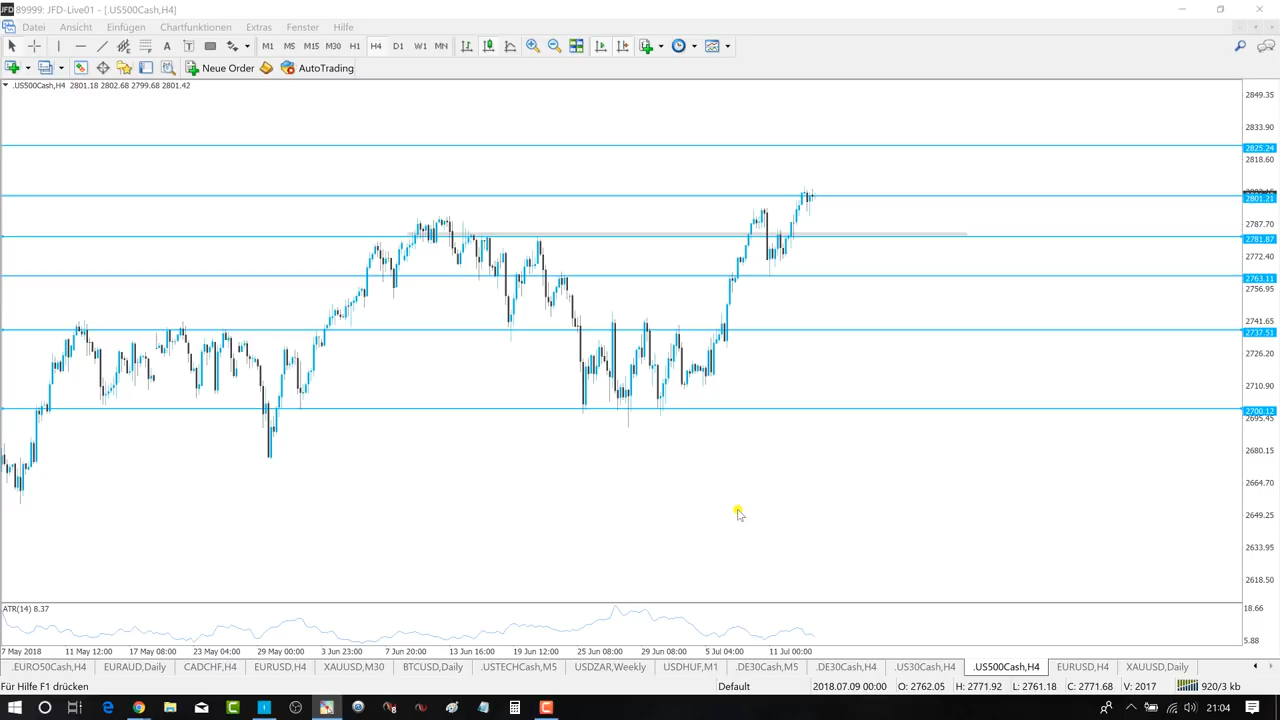 JFD 89999: JFD-Live01 - [.US500Cash,H4]
Datei Ansicht Einfügen Chartfunktionen Extras Fenster Hilfe
A T M1 M5 M15 M30 H1 H4 D1 W1 MN
Neue Order AutoTrading
.US500Cash,H4 2801.18 2802.68 2799.68 2801.42
2849.35
2833.90
2825.24
2818.60
2801.21
2787.70
2781.87
2772.40
2763.11
2756.95
2741.65
2737.51
2726.20
2710.90
2700.12
2695.45
2680.15
2664.70
2649.25
2633.95
2618.50
ATR(14) 8.37
18.66
5.88
7 May 2018 11 May 12:00 17 May 08:00 23 May 04:00 29 May 00:00 3 Jun 23:00 7 Jun 20:00 13 Jun 16:00 19 Jun 12:00 25 Jun 08:00 29 Jun 08:00 5 Jul 04:00 11 Jul 00:00
.EURO50Cash,H4 EURAUD,Daily CADCHF,H4 EURUSD,H4 XAUUSD,M30 BTCUSD,Daily .USTECHCash,M5 USDZAR,Weekly USDHUF,M1 .DE30Cash,M5 .DE30Cash,H4 .US30Cash,H4 .US500Cash,H4 EURUSD,H4 XAUUSD,Daily
Für Hilfe F1 drücken Default 2018.07.09 00:00 O: 2762.05 H: 2771.92 L: 2761.18 C: 2771.68 V: 2017 920/3 kb
21:04